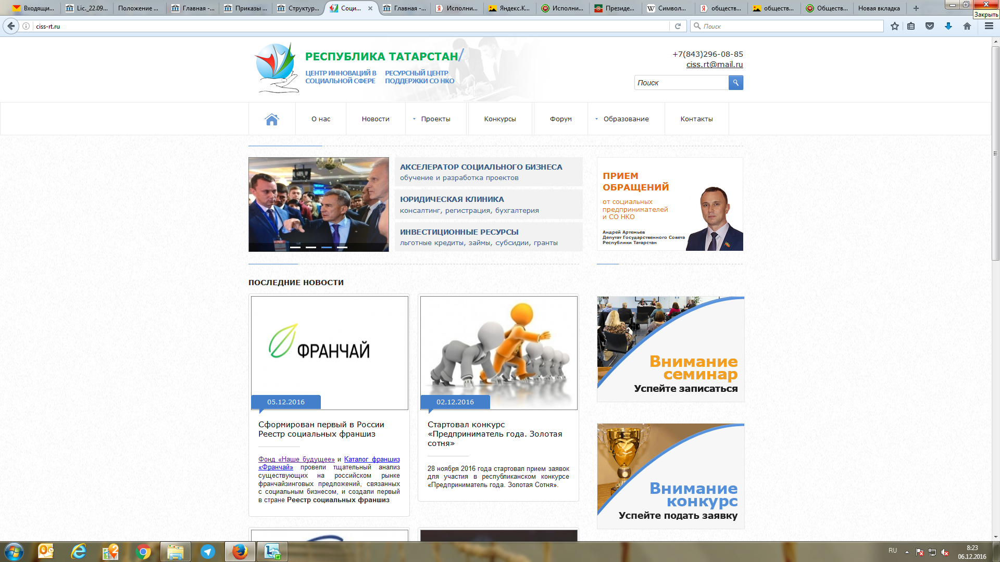 Входящи...
Lic._22.09...
Положение ...
Главная -...
Приказы ...
Структур...
Соци...
Главная -...
Исполни...
Яндекс.К...
Исполни...
Президе...
Символ...
обществ...
обществ...
Обществ...
Новая вкладка
Закрыть
ciss-rt.ru
Поиск
РЕСПУБЛИКА ТАТАРСТАН/
ЦЕНТР ИННОВАЦИЙ В
СОЦИАЛЬНОЙ СФЕРЕ
РЕСУРСНЫЙ ЦЕНТР
ПОДДЕРЖКИ СО НКО
+7(843)296-08-85
ciss.rt@mail.ru
Поиск
О нас
Новости
Проекты
Конкурсы
Форум
Образование
Контакты
АКСЕЛЕРАТОР СОЦИАЛЬНОГО БИЗНЕСА
обучение и разработка проектов
ЮРИДИЧЕСКАЯ КЛИНИКА
консалтинг, регистрация, бухгалтерия
ИНВЕСТИЦИОННЫЕ РЕСУРСЫ
льготные кредиты, займы, субсидии, гранты
ПРИЕМ
ОБРАЩЕНИЙ
от социальных
предпринимателей
и СО НКО
Андрей Артемьев
Депутат Государственного Совета
Республики Татарстан
ПОСЛЕДНИЕ НОВОСТИ
ФРАНЧАЙ
05.12.2016
Сформирован первый в России
Реестр социальных франшиз
Фонд «Наше будущее» и Каталог франшиз
«Франчай» провели тщательный анализ
существующих на российском рынке
франчайзинговых предложений, связанных
с социальным бизнесом, и создали первый
в стране Реестр социальных франшиз
02.12.2016
Стартовал конкурс
«Предприниматель года. Золотая
сотня»
28 ноября 2016 года стартовал прием заявок
для участия в республиканском конкурсе
«Предприниматель года. Золотая Сотня».
Внимание
семинар
Успейте записаться
Внимание
конкурс
Успейте подать заявку
RU
8:23
06.12.2016